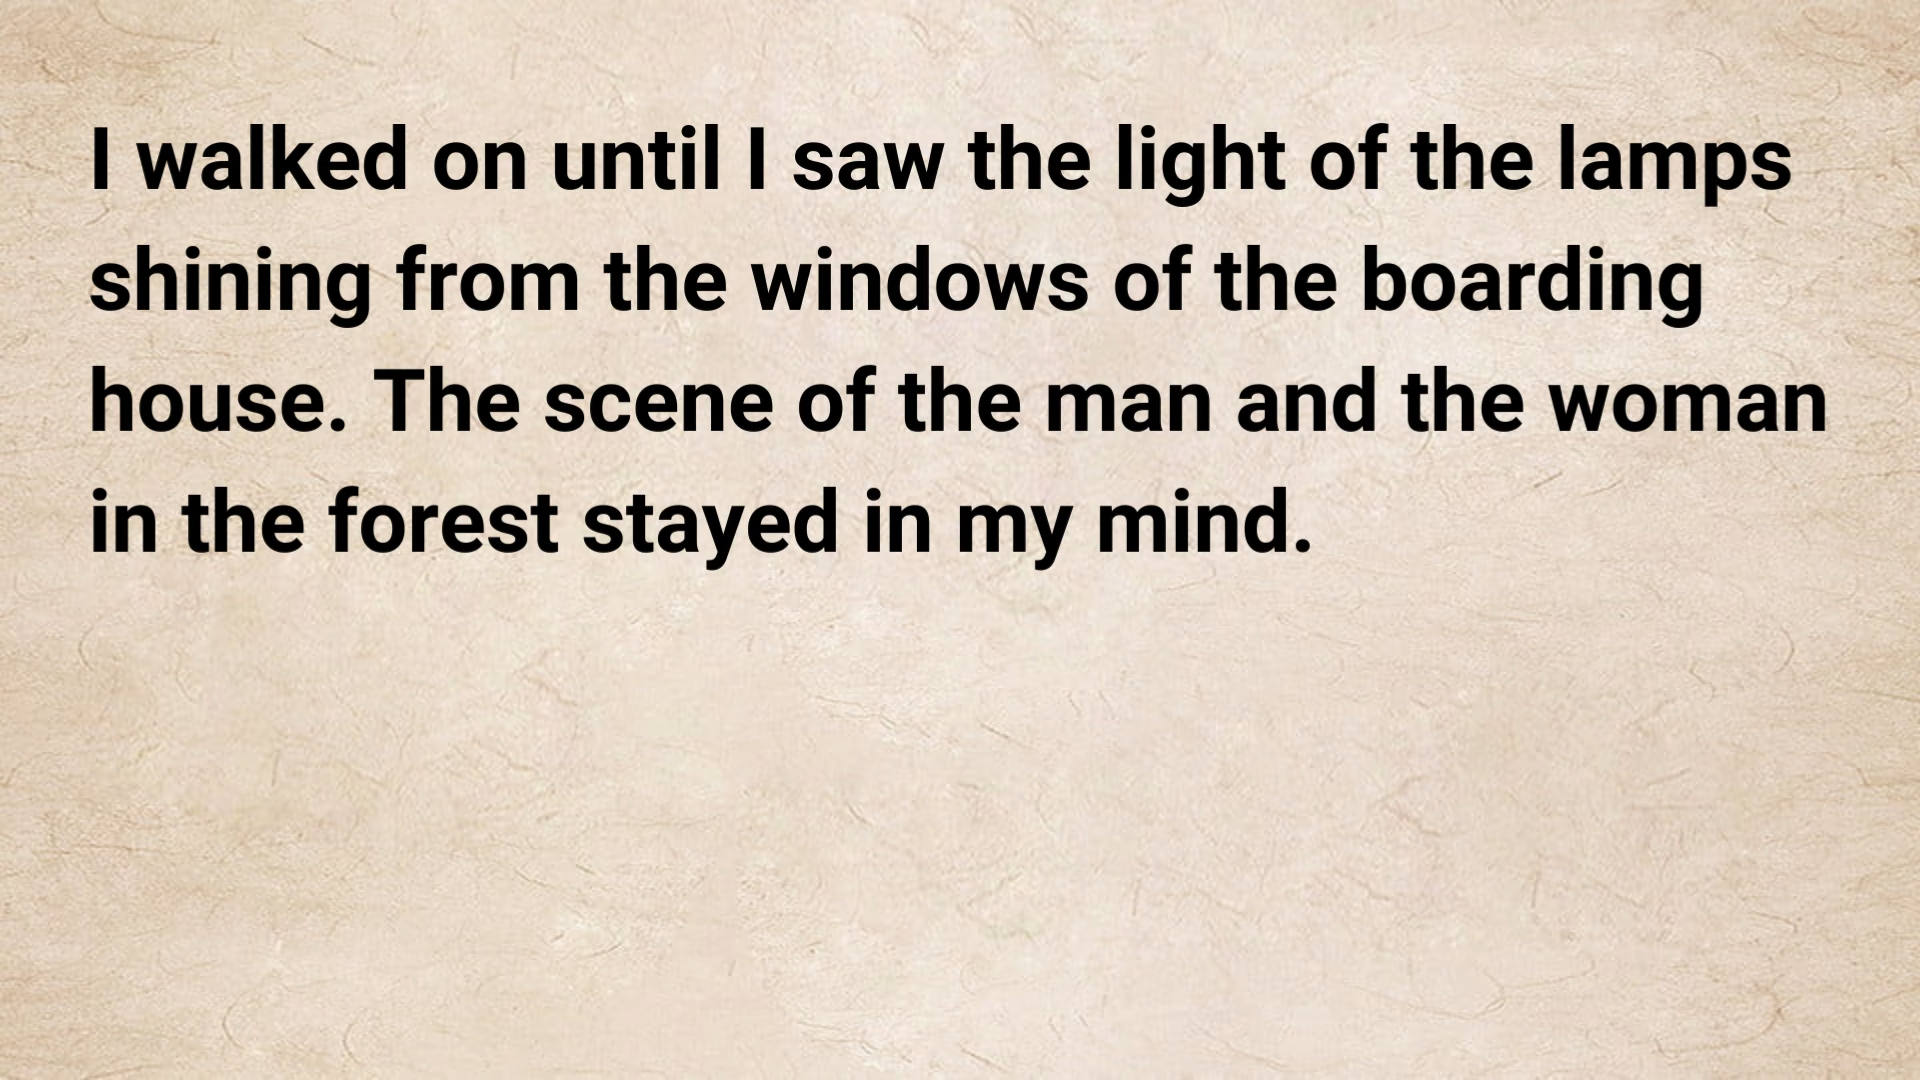 I walked on until I saw the light of the lamps
shining from the windows of the boarding
house. The scene of the man and the woman
in the forest stayed in my mind.